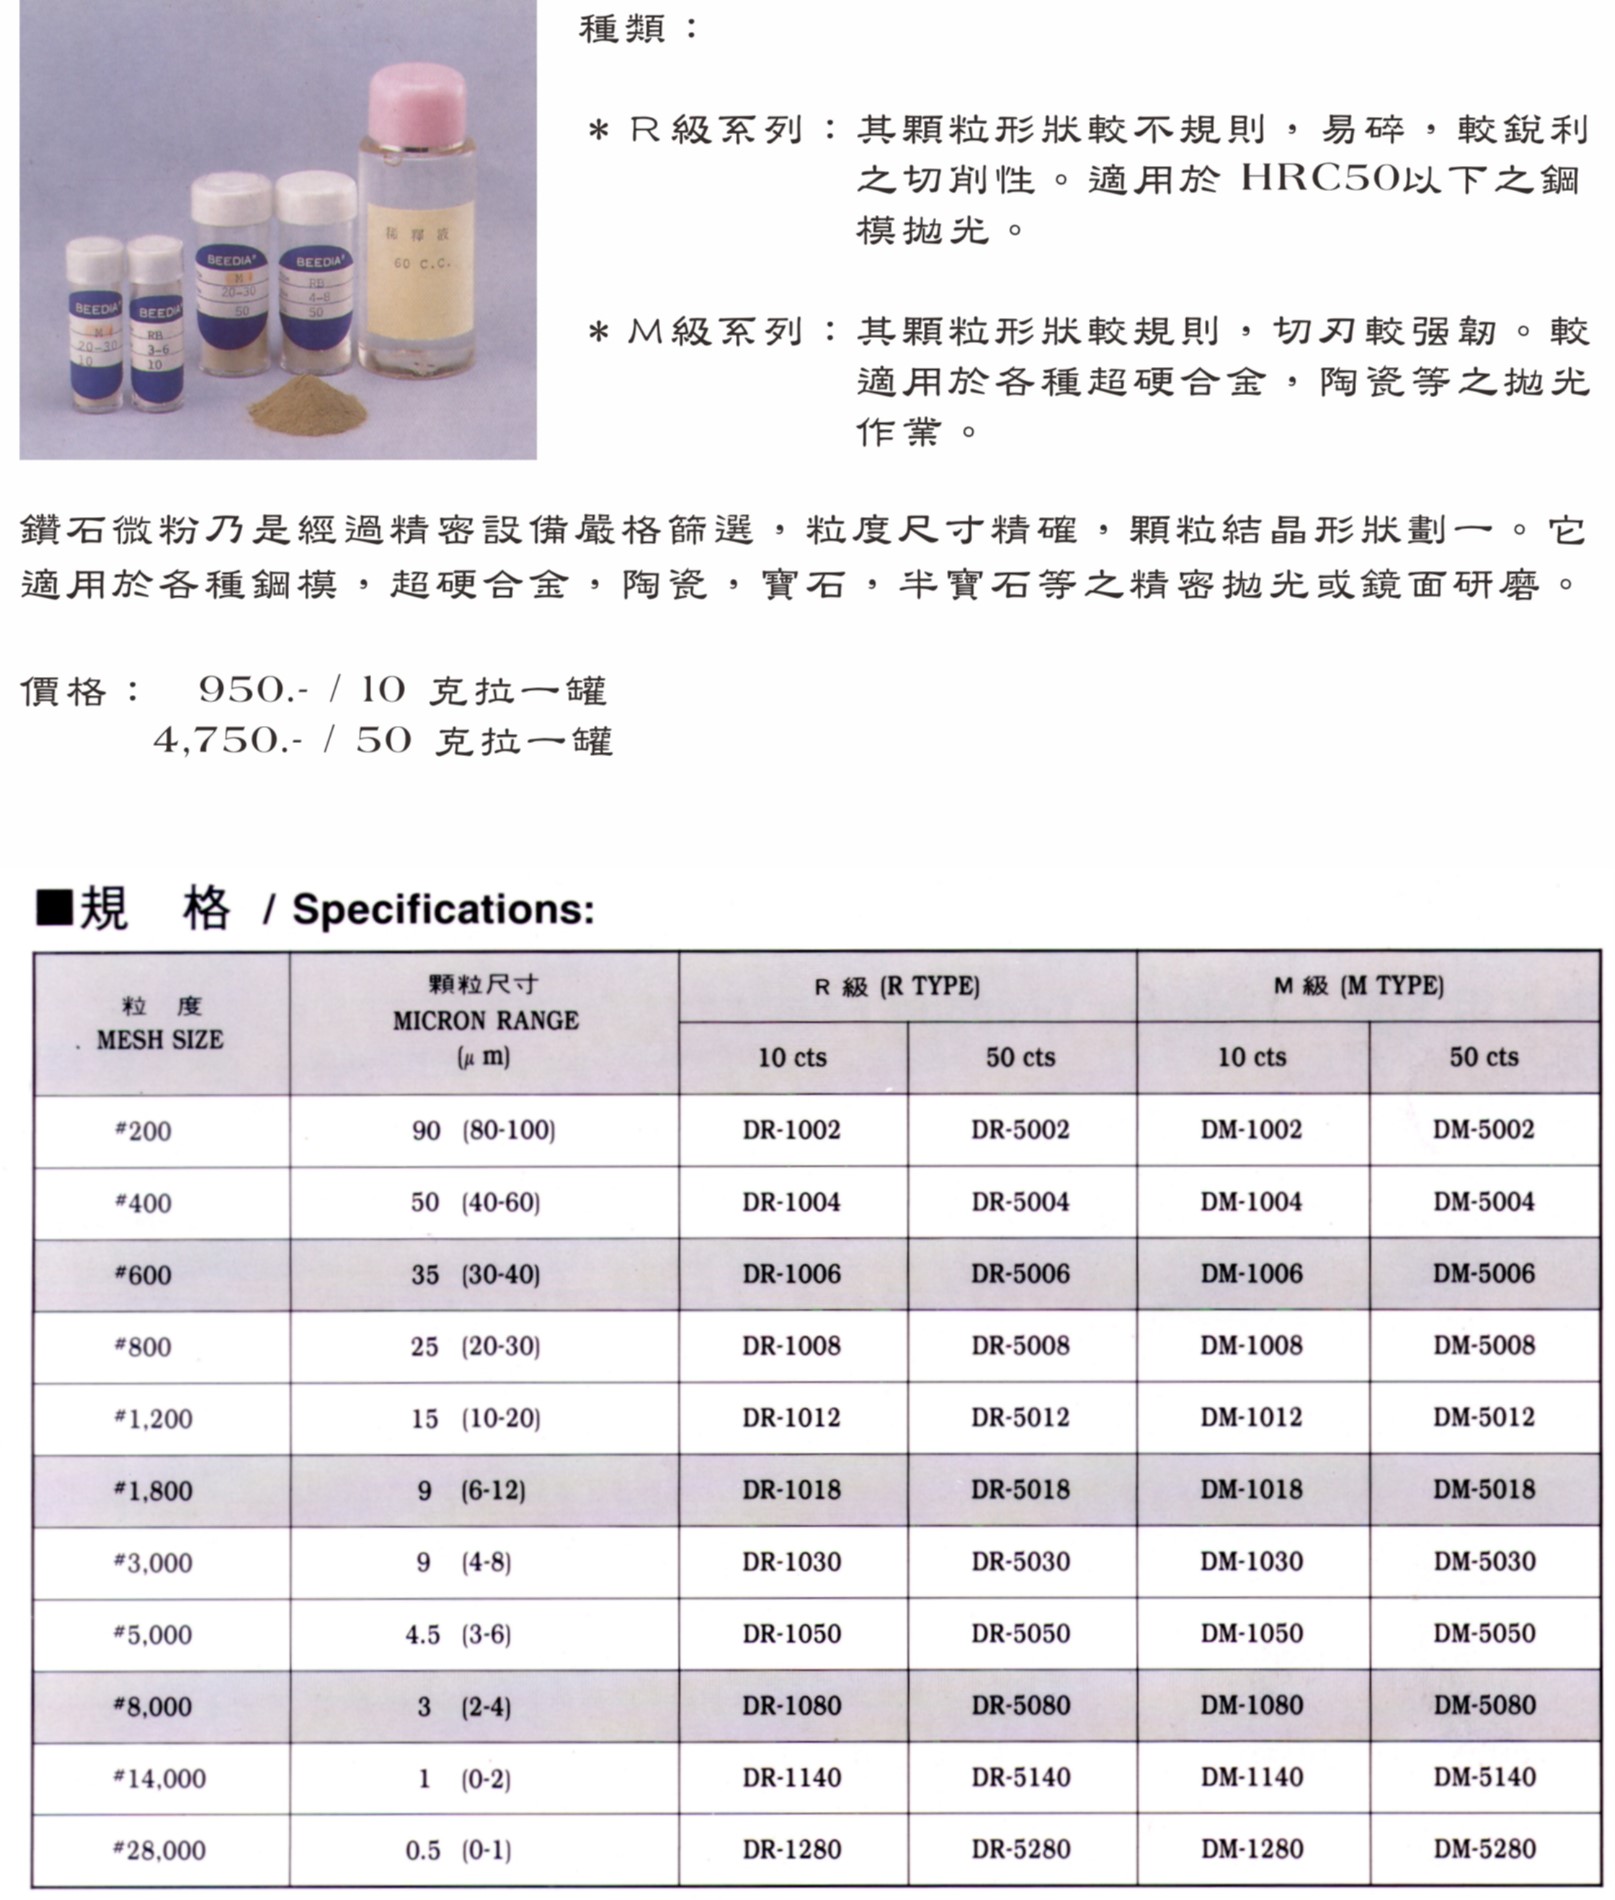 種類：
* R級系列：其顆粒形狀較不規則，易碎，較銳利
之切削性。適用於 HRC50以下之鋼
模拋光。
* M級系列：其顆粒形狀較規則，切刃較强韌。較
適用於各種超硬合金，陶瓷等之拋光
作業。
BEEDIA
M
20-30
10
BEEDIA
RB
3-6
10
BEEDIA
M
20-30
50
BEEDIA
RB
4-8
50
稀釋液
60 C.C.
鑽石微粉乃是經過精密設備嚴格篩選，粒度尺寸精確，顆粒結晶形狀劃一。它
適用於各種鋼模，超硬合金，陶瓷，寶石，半寶石等之精密拋光或鏡面研磨。
價格： 950.- / 10 克拉一罐
4,750.- / 50 克拉一罐
■規 格 / Specifications:
粒 度 MESH SIZE 顆粒尺寸 MICRON RANGE (μ m) R 級 (R TYPE) M 級 (M TYPE)
10 cts 50 cts 10 cts 50 cts
#200 90 (80-100) DR-1002 DR-5002 DM-1002 DM-5002
#400 50 (40-60) DR-1004 DR-5004 DM-1004 DM-5004
#600 35 (30-40) DR-1006 DR-5006 DM-1006 DM-5006
#800 25 (20-30) DR-1008 DR-5008 DM-1008 DM-5008
#1,200 15 (10-20) DR-1012 DR-5012 DM-1012 DM-5012
#1,800 9 (6-12) DR-1018 DR-5018 DM-1018 DM-5018
#3,000 9 (4-8) DR-1030 DR-5030 DM-1030 DM-5030
#5,000 4.5 (3-6) DR-1050 DR-5050 DM-1050 DM-5050
#8,000 3 (2-4) DR-1080 DR-5080 DM-1080 DM-5080
#14,000 1 (0-2) DR-1140 DR-5140 DM-1140 DM-5140
#28,000 0.5 (0-1) DR-1280 DR-5280 DM-1280 DM-5280